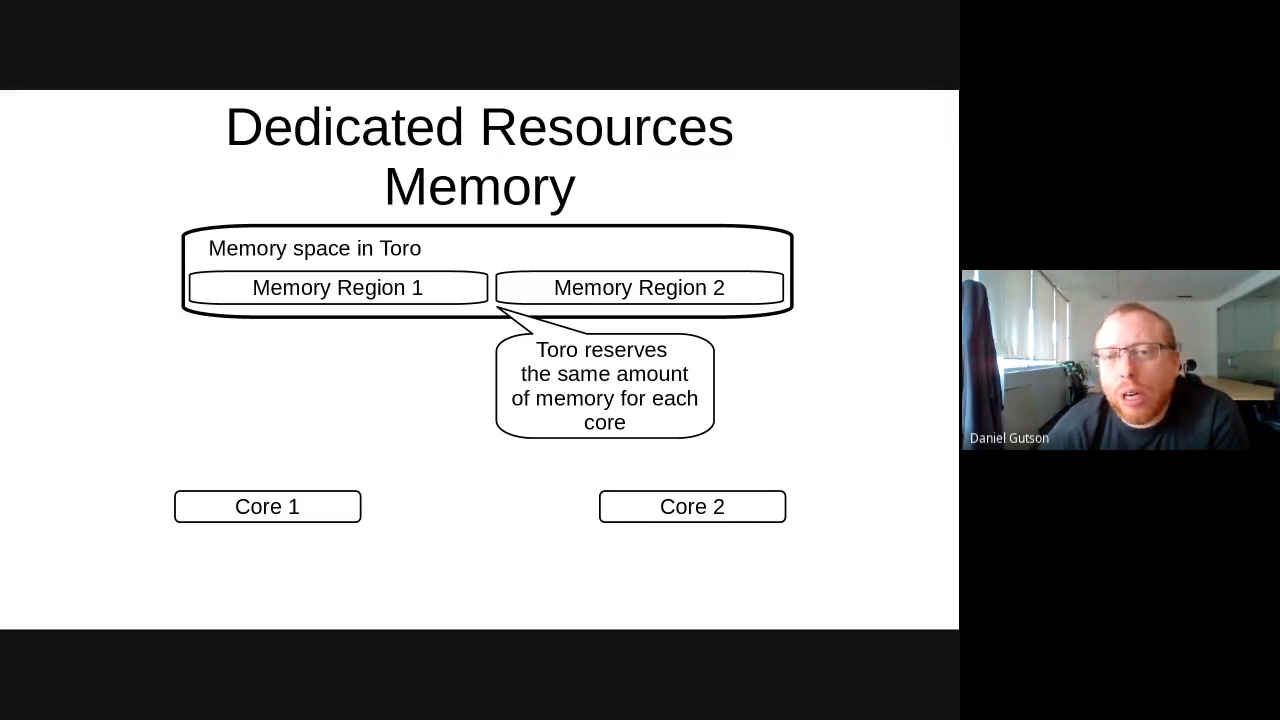 Dedicated Resources
Memory
Memory space in Toro
Memory Region 1
Memory Region 2
Toro reserves
the same amount
of memory for each
core
Core 1
Core 2
Daniel Gutson